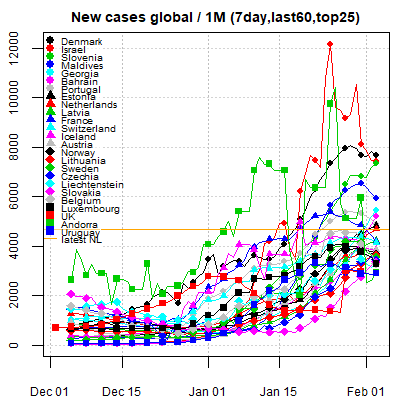 New cases global / 1M (7day,last60,top25)
12000
10000
8000
6000
4000
2000
0
Denmark
Israel
Slovenia
Maldives
Georgia
Bahrain
Portugal
Estonia
Netherlands
Latvia
France
Switzerland
Iceland
Austria
Norway
Lithuania
Sweden
Czechia
Liechtenstein
Slovakia
Belgium
Luxembourg
UK
Andorra
Uruguay
latest NL
Dec 01
Dec 15
Jan 01
Jan 15
Feb 01